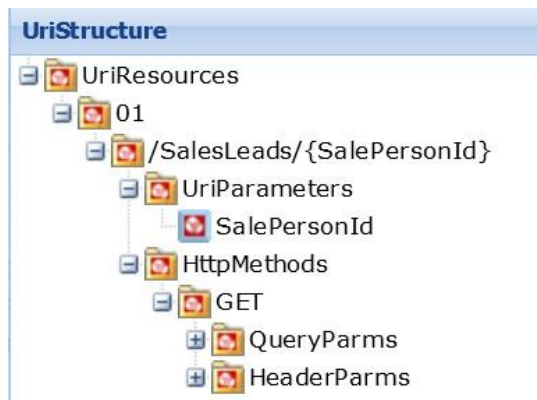 UriStructure
UriResources
01
/SalesLeads/{SalePersonId}
UriParameters
SalePersonId
HttpMethods
GET
QueryParms
HeaderParms